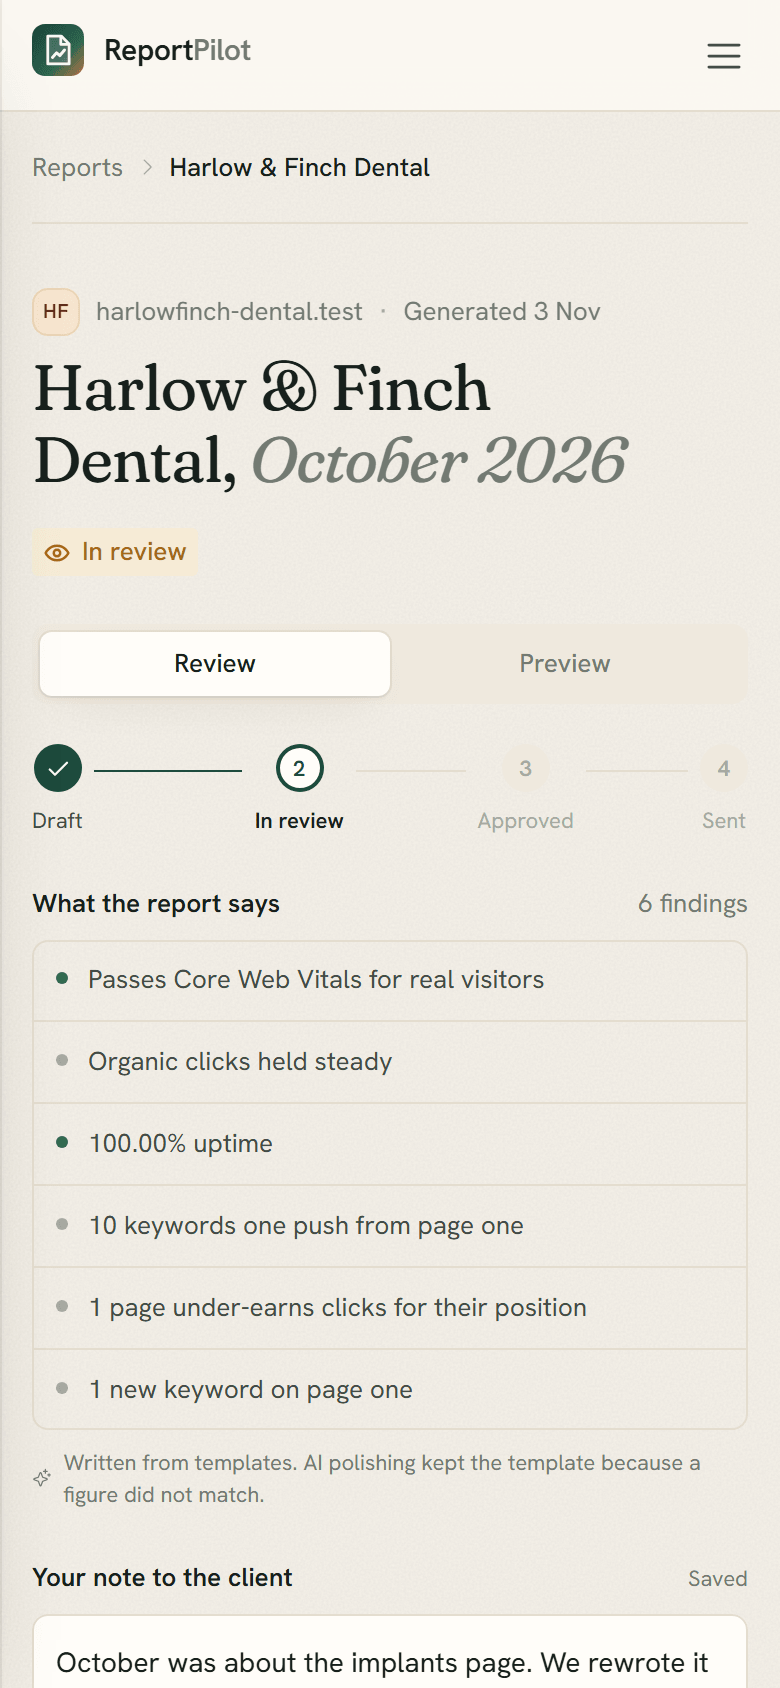 ReportPilot
Reports > Harlow & Finch Dental
HF harlowfinch-dental.test · Generated 3 Nov
Harlow & Finch
Dental, October 2026
In review
Review Preview
2 3 4
Draft In review Approved Sent
What the report says 6 findings
Passes Core Web Vitals for real visitors
Organic clicks held steady
100.00% uptime
10 keywords one push from page one
1 page under-earns clicks for their position
1 new keyword on page one
Written from templates. AI polishing kept the template because a
figure did not match.
Your note to the client Saved
October was about the implants page. We rewrote it